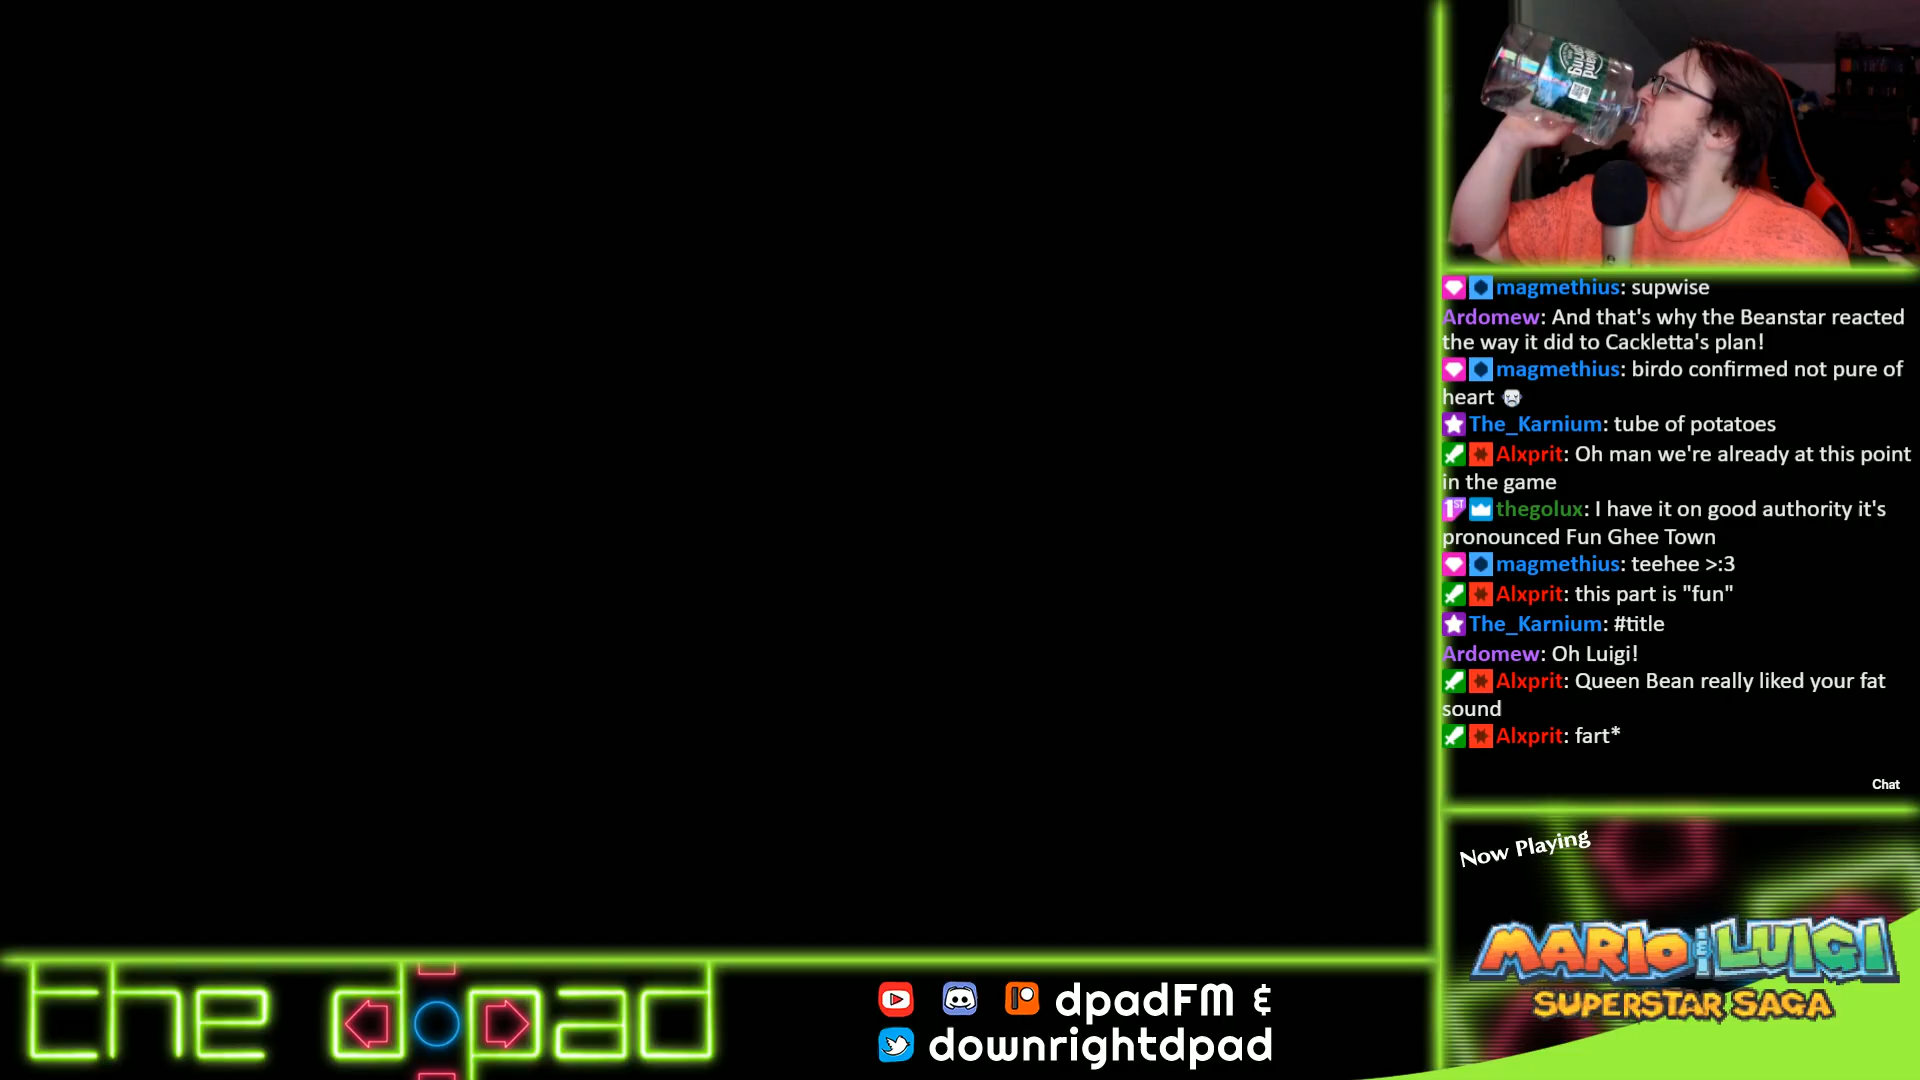 magmethius: supwise
Ardomew: And that's why the Beanstar reacted
the way it did to Cackletta's plan!
magmethius: birdo confirmed not pure of
heart
The_Karnium: tube of potatoes
Alxprit: Oh man we're already at this point
in the game
1ST thegolux: I have it on good authority it's
pronounced Fun Ghee Town
magmethius: teehee >:3
Alxprit: this part is "fun"
The_Karnium: #title
Ardomew: Oh Luigi!
Alxprit: Queen Bean really liked your fat
sound
Alxprit: fart*
Chat
Now Playing
MARIO & LUIGI
SUPERSTAR SAGA
the dpad
dpadFM &
downrightdpad